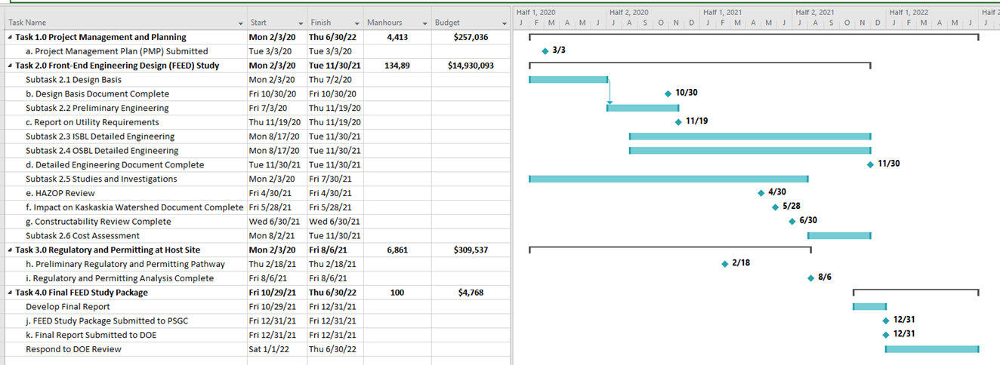 Task Name Start Finish Manhours Budget Half 1, 2020 Half 2, 2020 Half 1, 2021 Half 2, 2021 Half 1, 2022 Half 2
J F M A M J J A S O N D J F M A M J J A S O N D J F M A M J J
Task 1.0 Project Management and Planning Mon 2/3/20 Thu 6/30/22 4,413 $257,036
a. Project Management Plan (PMP) Submitted Tue 3/3/20 Tue 3/3/20 3/3
Task 2.0 Front-End Engineering Design (FEED) Study Mon 2/3/20 Tue 11/30/21 134,89 $14,930,093
Subtask 2.1 Design Basis Mon 2/3/20 Thu 7/2/20
b. Design Basis Document Complete Fri 10/30/20 Fri 10/30/20 10/30
Subtask 2.2 Preliminary Engineering Fri 7/3/20 Thu 11/19/20
c. Report on Utility Requirements Thu 11/19/20 Thu 11/19/20 11/19
Subtask 2.3 ISBL Detailed Engineering Mon 8/17/20 Tue 11/30/21
Subtask 2.4 OSBL Detailed Engineering Mon 8/17/20 Tue 11/30/21
d. Detailed Engineering Document Complete Tue 11/30/21 Tue 11/30/21 11/30
Subtask 2.5 Studies and Investigations Mon 2/3/20 Fri 7/30/21
e. HAZOP Review Fri 4/30/21 Fri 4/30/21 4/30
f. Impact on Kaskaskia Watershed Document Complete Fri 5/28/21 Fri 5/28/21 5/28
g. Constructability Review Complete Wed 6/30/21 Wed 6/30/21 6/30
Subtask 2.6 Cost Assessment Mon 8/2/21 Tue 11/30/21
Task 3.0 Regulatory and Permitting at Host Site Mon 2/3/20 Fri 8/6/21 6,861 $309,537
h. Preliminary Regulatory and Permitting Pathway Thu 2/18/21 Thu 2/18/21 2/18
i. Regulatory and Permitting Analysis Complete Fri 8/6/21 Fri 8/6/21 8/6
Task 4.0 Final FEED Study Package Fri 10/29/21 Thu 6/30/22 100 $4,768
Develop Final Report Fri 10/29/21 Fri 12/31/21
j. FEED Study Package Submitted to PSGC Fri 12/31/21 Fri 12/31/21 12/31
k. Final Report Submitted to DOE Fri 12/31/21 Fri 12/31/21 12/31
Respond to DOE Review Sat 1/1/22 Thu 6/30/22